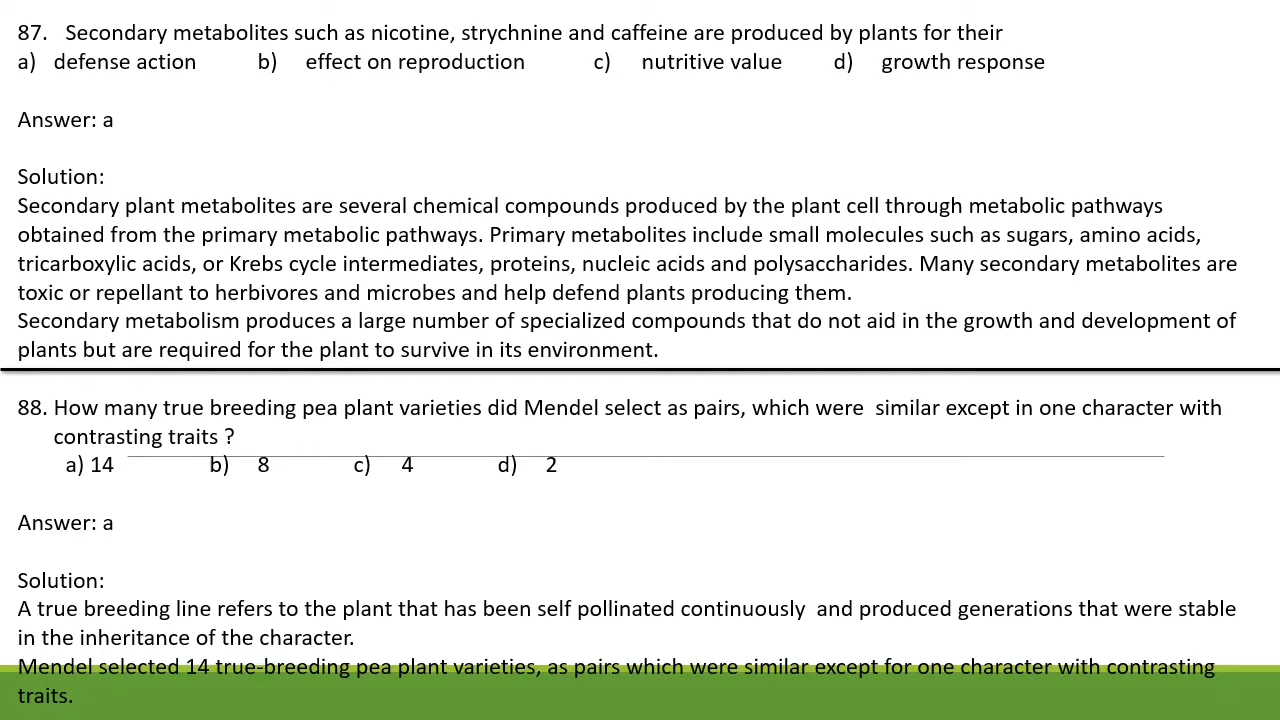 87. Secondary metabolites such as nicotine, strychnine and caffeine are produced by plants for their
a) defense action b) effect on reproduction c) nutritive value d) growth response
Answer: a
Solution:
Secondary plant metabolites are several chemical compounds produced by the plant cell through metabolic pathways
obtained from the primary metabolic pathways. Primary metabolites include small molecules such as sugars, amino acids,
tricarboxylic acids, or Krebs cycle intermediates, proteins, nucleic acids and polysaccharides. Many secondary metabolites are
toxic or repellant to herbivores and microbes and help defend plants producing them.
Secondary metabolism produces a large number of specialized compounds that do not aid in the growth and development of
plants but are required for the plant to survive in its environment.
88. How many true breeding pea plant varieties did Mendel select as pairs, which were similar except in one character with
contrasting traits ?
a) 14 b) 8 c) 4 d) 2
Answer: a
Solution:
A true breeding line refers to the plant that has been self pollinated continuously and produced generations that were stable
in the inheritance of the character.
Mendel selected 14 true-breeding pea plant varieties, as pairs which were similar except for one character with contrasting
traits.